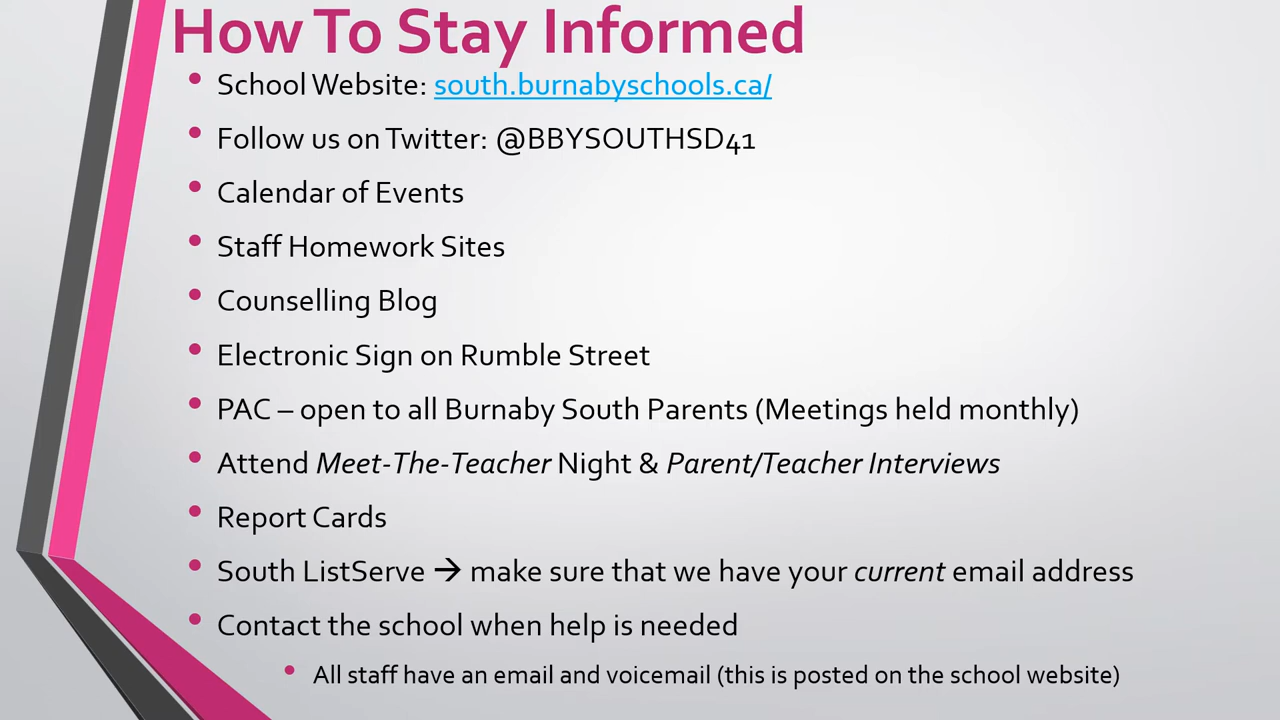 How To Stay Informed
• School Website: south.burnabyschools.ca/
• Follow us on Twitter: @BBYSOUTHSD41
• Calendar of Events
• Staff Homework Sites
• Counselling Blog
• Electronic Sign on Rumble Street
• PAC – open to all Burnaby South Parents (Meetings held monthly)
• Attend Meet-The-Teacher Night & Parent/Teacher Interviews
• Report Cards
• South ListServe → make sure that we have your current email address
• Contact the school when help is needed
• All staff have an email and voicemail (this is posted on the school website)